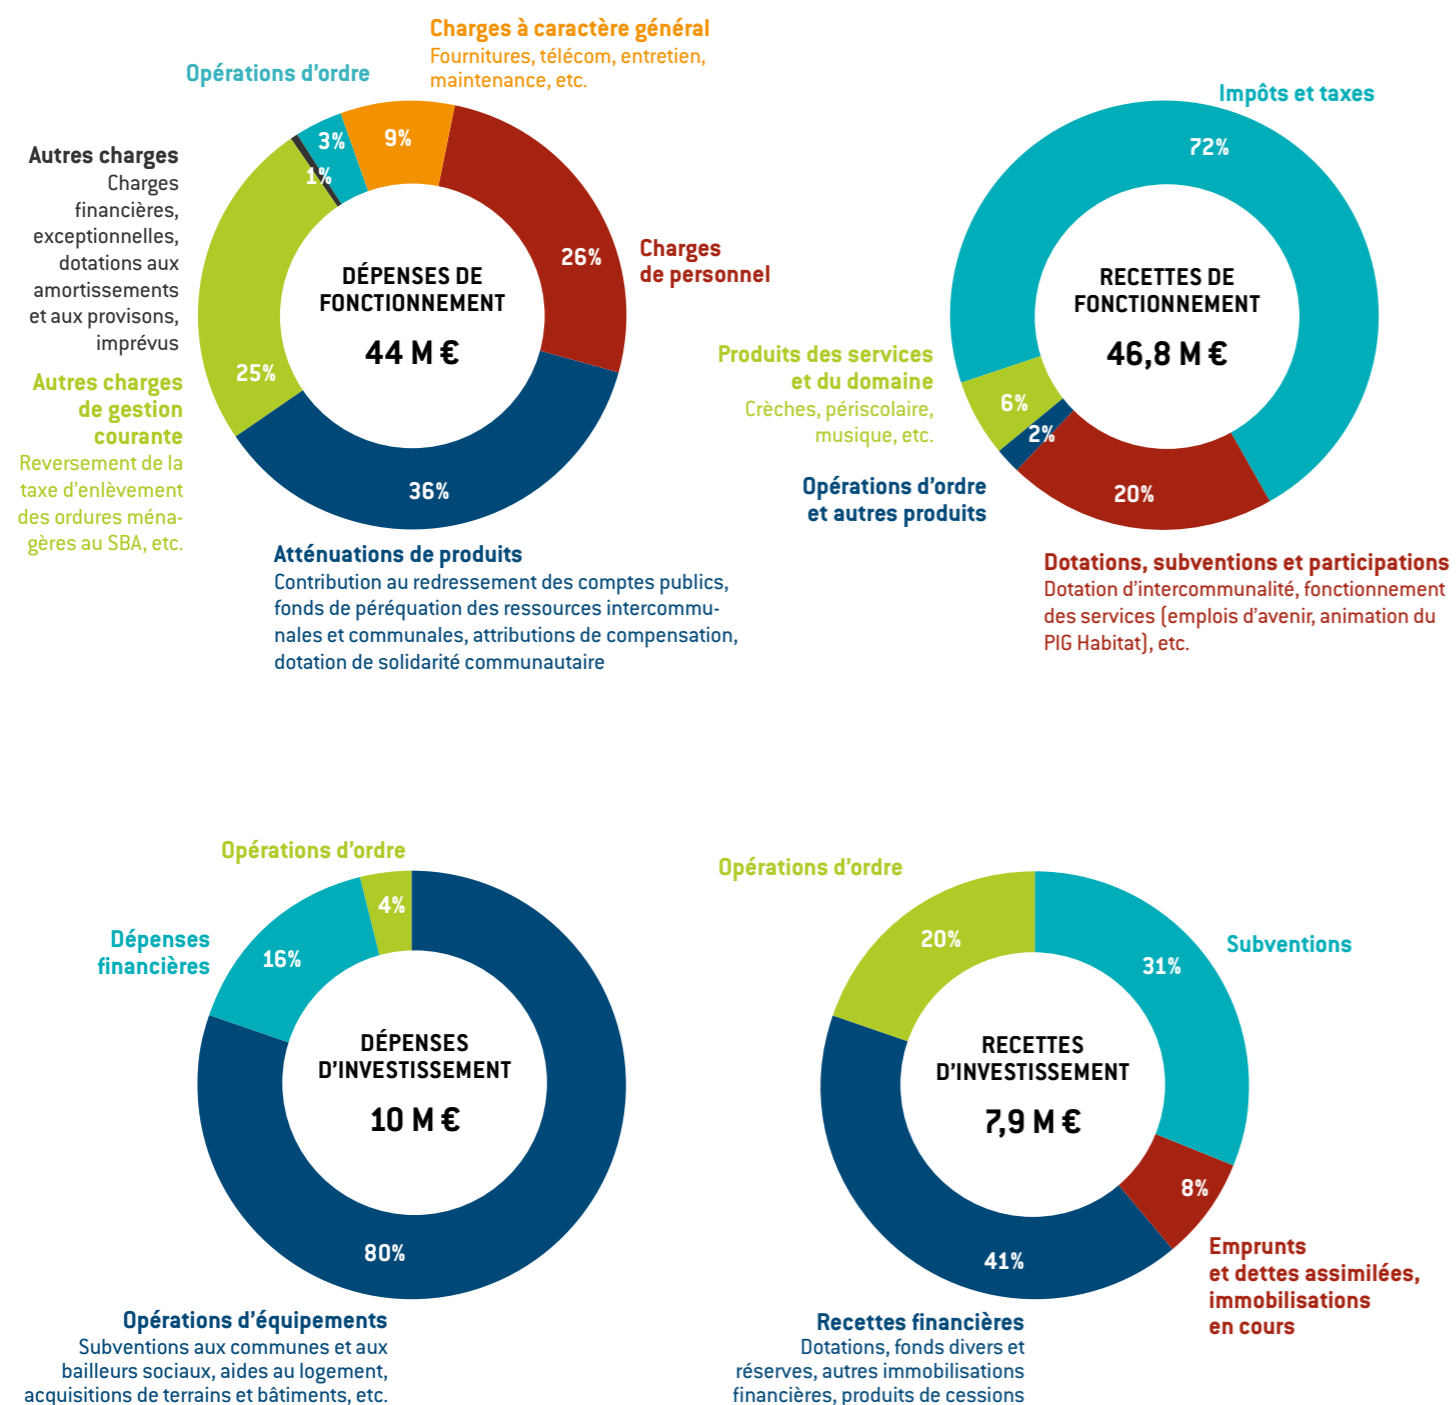 Charges à caractère général
Fournitures, télécom, entretien,
maintenance, etc.
Opérations d'ordre
3%
9%
Autres charges
Charges
financières,
exceptionnelles,
dotations aux
amortissements
et aux provisons,
imprévus
1%
26%
Charges
de personnel
DÉPENSES DE
FONCTIONNEMENT
44 M €
25%
Autres charges
de gestion
courante
Reversement de la
taxe d'enlèvement
des ordures ména-
gères au SBA, etc.
36%
Atténuations de produits
Contribution au redressement des comptes publics,
fonds de péréquation des ressources intercommu-
nales et communales, attributions de compensation,
dotation de solidarité communautaire
Impôts et taxes
72%
RECETTES DE
FONCTIONNEMENT
46,8 M €
Produits des services
et du domaine
Crèches, périscolaire,
musique, etc.
6%
2%
Opérations d'ordre
et autres produits
20%
Dotations, subventions et participations
Dotation d'intercommunalité, fonctionnement
des services (emplois d'avenir, animation du
PIG Habitat), etc.
Opérations d'ordre
4%
Dépenses
financières
16%
DÉPENSES
D'INVESTISSEMENT
10 M €
80%
Opérations d'équipements
Subventions aux communes et aux
bailleurs sociaux, aides au logement,
acquisitions de terrains et bâtiments, etc.
Opérations d'ordre
20%
31%
Subventions
RECETTES
D'INVESTISSEMENT
7,9 M €
8%
Emprunts
et dettes assimilées,
immobilisations
en cours
41%
Recettes financières
Dotations, fonds divers et
réserves, autres immobilisations
financières, produits de cessions